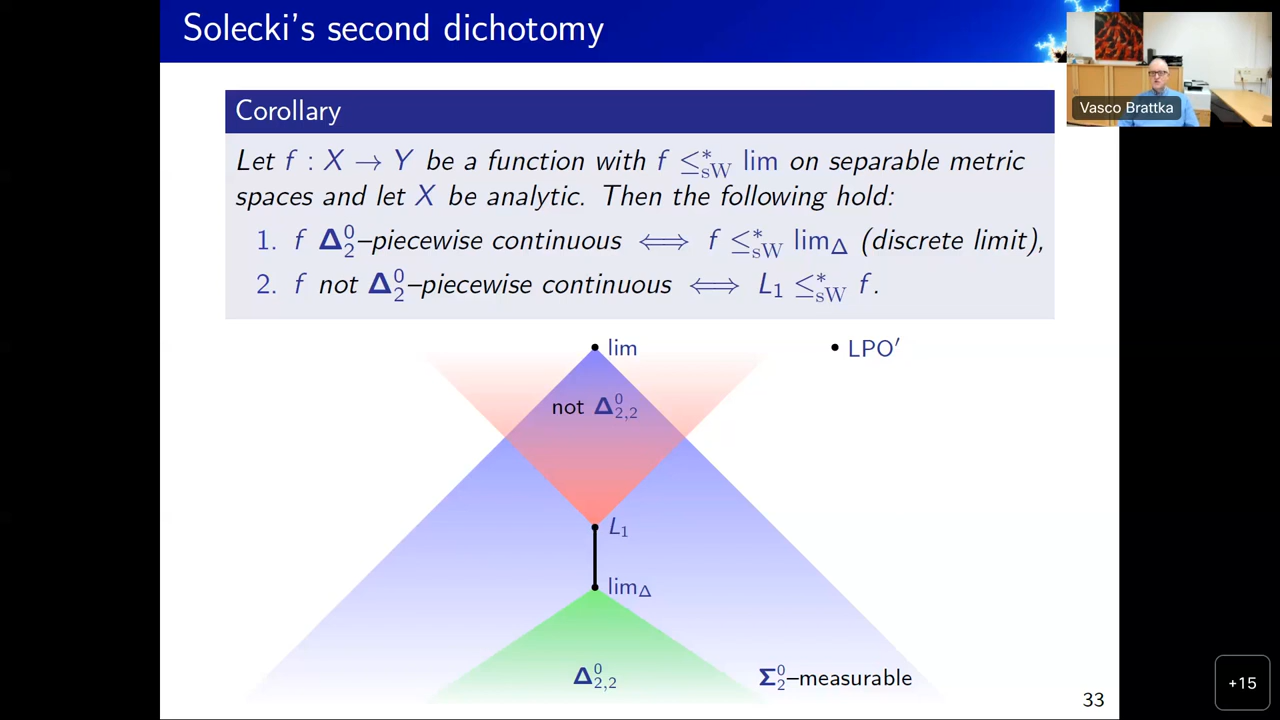 Solecki's second dichotomy
Vasco Brattka
Corollary
Let f : X → Y be a function with f ≤*sW lim on separable metric
spaces and let X be analytic. Then the following hold:
1. f Δ⁰₂–piecewise continuous ⟺ f ≤*sW limΔ (discrete limit),
2. f not Δ⁰₂–piecewise continuous ⟺ L₁ ≤*sW f.
lim
LPO′
not Δ⁰₂,₂
L₁
limΔ
Δ⁰₂,₂
Σ⁰₂–measurable
33
+15